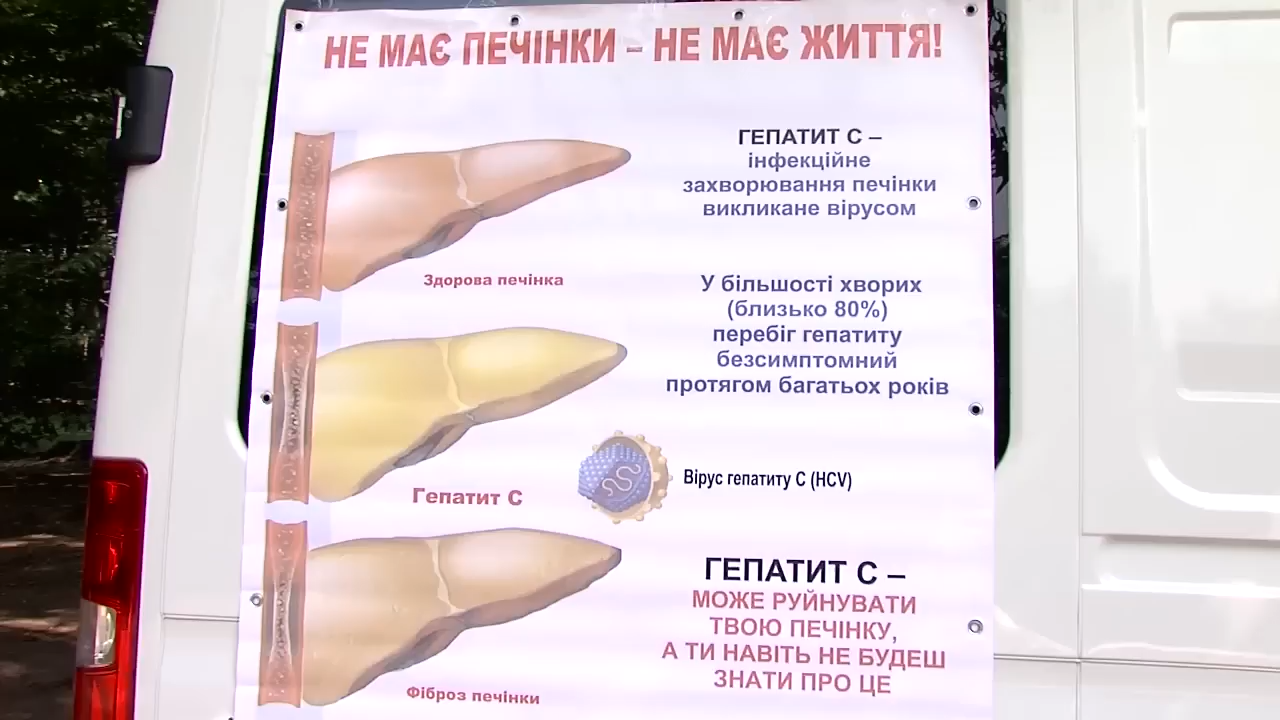 НЕ МАЄ ПЕЧІНКИ – НЕ МАЄ ЖИТТЯ!
ГЕПАТИТ С –
інфекційне
захворювання печінки
викликане вірусом
Здорова печінка
У більшості хворих
(близько 80%)
перебіг гепатиту
безсимптомний
протягом багатьох років
Гепатит С
Вірус гепатиту С (HCV)
ГЕПАТИТ С –
МОЖЕ РУЙНУВАТИ
ТВОЮ ПЕЧІНКУ,
А ТИ НАВІТЬ НЕ БУДЕШ
ЗНАТИ ПРО ЦЕ
Фіброз печінки